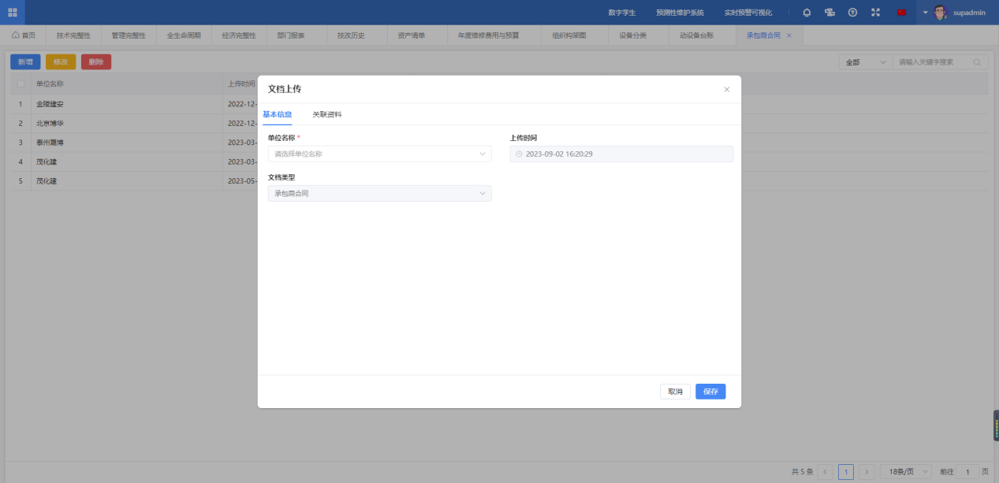 数字孪生 预测性维护系统 实时预警可视化 supadmin
首页 技术完整性 管理完整性 全生命周期 经济完整性 部门报表 技改历史 资产清单 年度维修费用与预算 组织构架图 设备分类 动设备台账 承包商合同
新增 修改 删除 全部 请输入关键字搜索
单位名称 上传时间
1 金陵建安 2022-12-
2 北京博华 2022-12-
3 泰州晟博 2023-03-
4 茂化建 2023-03-
5 茂化建 2023-05-
文档上传
基本信息 关联资料
单位名称 * 上传时间
请选择单位名称 2023-09-02 16:20:29
文档类型
承包商合同
取消 保存
共 5 条 1 18条/页 前往 1 页